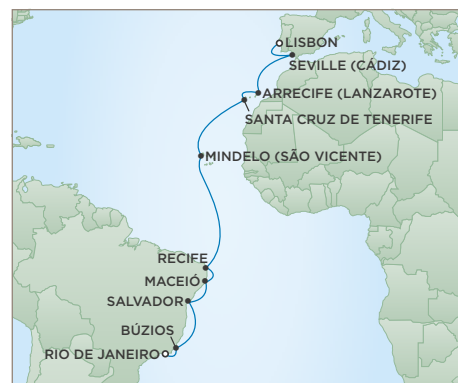 LISBON
SEVILLE (CÁDIZ)
ARRECIFE (LANZAROTE)
SANTA CRUZ DE TENERIFE
MINDELO (SÃO VICENTE)
RECIFE
MACEIÓ
SALVADOR
BÚZIOS
RIO DE JANEIRO